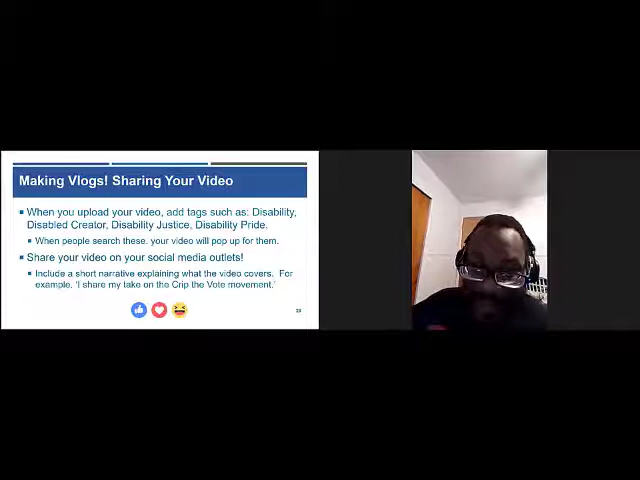 Making Vlogs! Sharing Your Video
When you upload your video, add tags such as: Disability,
Disabled Creator, Disability Justice, Disability Pride.
When people search these, your video will pop up for them.
Share your video on your social media outlets!
Include a short narrative explaining what the video covers. For
example, 'I share my take on the Crip the Vote movement.'